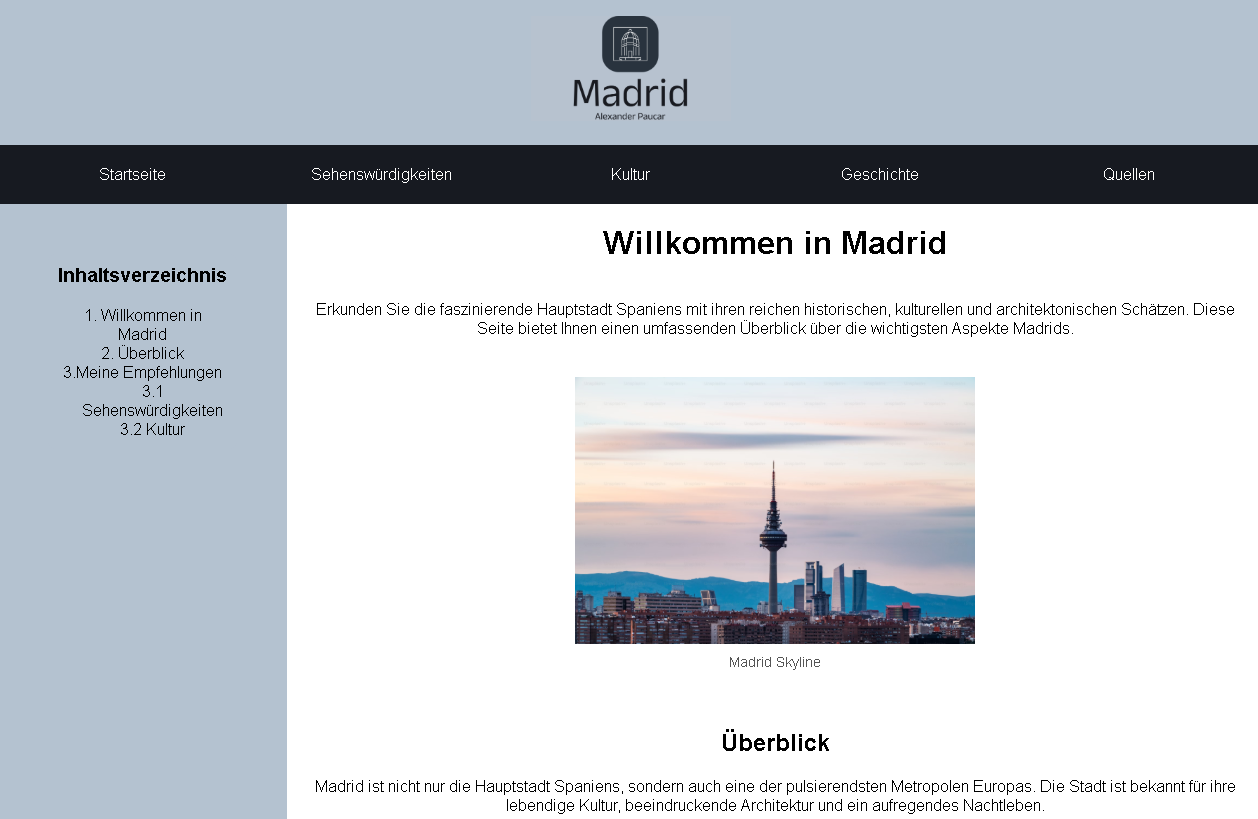 Madrid
Alexander Paucar
Startseite
Sehenswürdigkeiten
Kultur
Geschichte
Quellen
Inhaltsverzeichnis
1. Willkommen in
Madrid
2. Überblick
3.Meine Empfehlungen
3.1
Sehenswürdigkeiten
3.2 Kultur
Willkommen in Madrid
Erkunden Sie die faszinierende Hauptstadt Spaniens mit ihren reichen historischen, kulturellen und architektonischen Schätzen. Diese
Seite bietet Ihnen einen umfassenden Überblick über die wichtigsten Aspekte Madrids.
Madrid Skyline
Überblick
Madrid ist nicht nur die Hauptstadt Spaniens, sondern auch eine der pulsierendsten Metropolen Europas. Die Stadt ist bekannt für ihre
lebendige Kultur, beeindruckende Architektur und ein aufregendes Nachtleben.